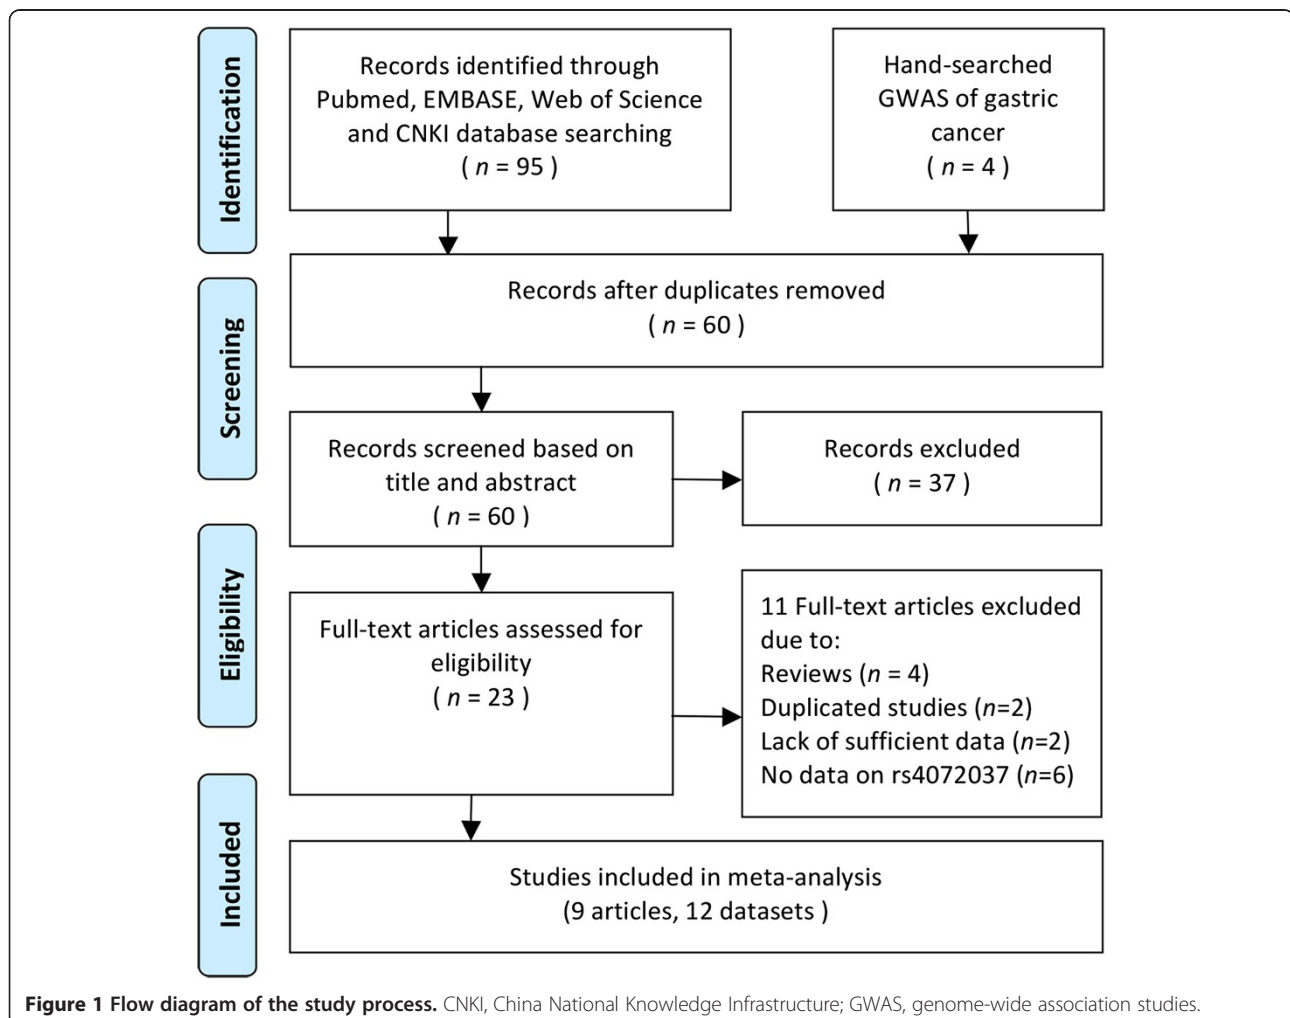 Identification
Records identified through
Pubmed, EMBASE, Web of Science
and CNKI database searching
( n = 95 )
Hand-searched
GWAS of gastric
cancer
( n = 4 )
Screening
Records after duplicates removed
( n = 60 )
Records screened based on
title and abstract
( n = 60 )
Records excluded
( n = 37 )
Eligibility
Full-text articles assessed for
eligibility
( n = 23 )
11 Full-text articles excluded
due to:
Reviews (n = 4)
Duplicated studies (n=2)
Lack of sufficient data (n=2)
No data on rs4072037 (n=6)
Included
Studies included in meta-analysis
(9 articles, 12 datasets )
Figure 1 Flow diagram of the study process. CNKI, China National Knowledge Infrastructure; GWAS, genome-wide association studies.